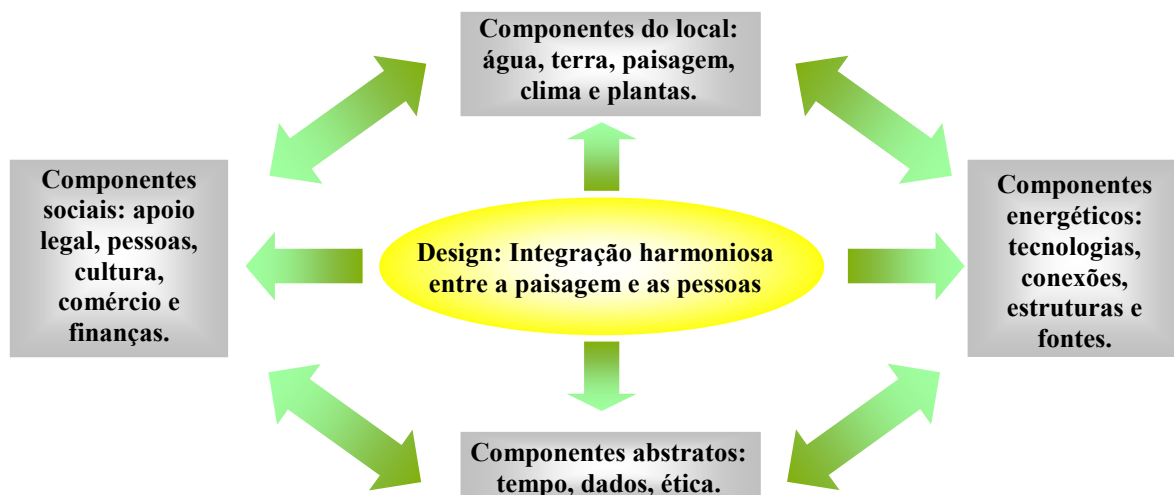 Componentes do local:
água, terra, paisagem,
clima e plantas.
Componentes
sociais: apoio
legal, pessoas,
cultura,
comércio e
finanças.
Design: Integração harmoniosa
entre a paisagem e as pessoas
Componentes
energéticos:
tecnologias,
conexões,
estruturas e
fontes.
Componentes abstratos:
tempo, dados, ética.